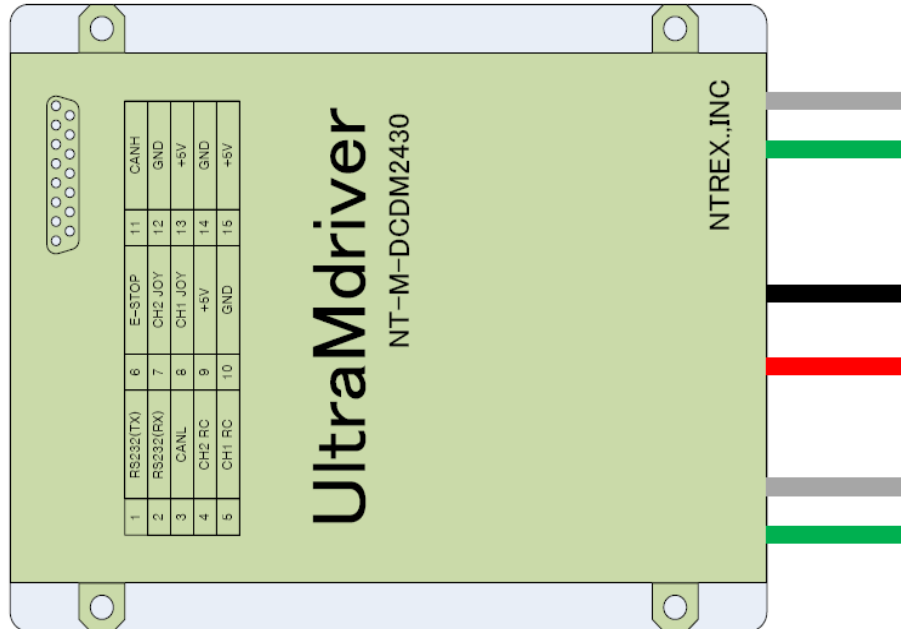 1 RS232(TX) 6 E-STOP 11 CANH
2 RS232(RX) 7 CH2 JOY 12 GND
3 CANL 8 CH1 JOY 13 +5V
4 CH2 RC 9 +5V 14 GND
5 CH1 RC 10 GND 15 +5V
UltraMdriver
NT-M-DCDM2430
NTREX.,INC